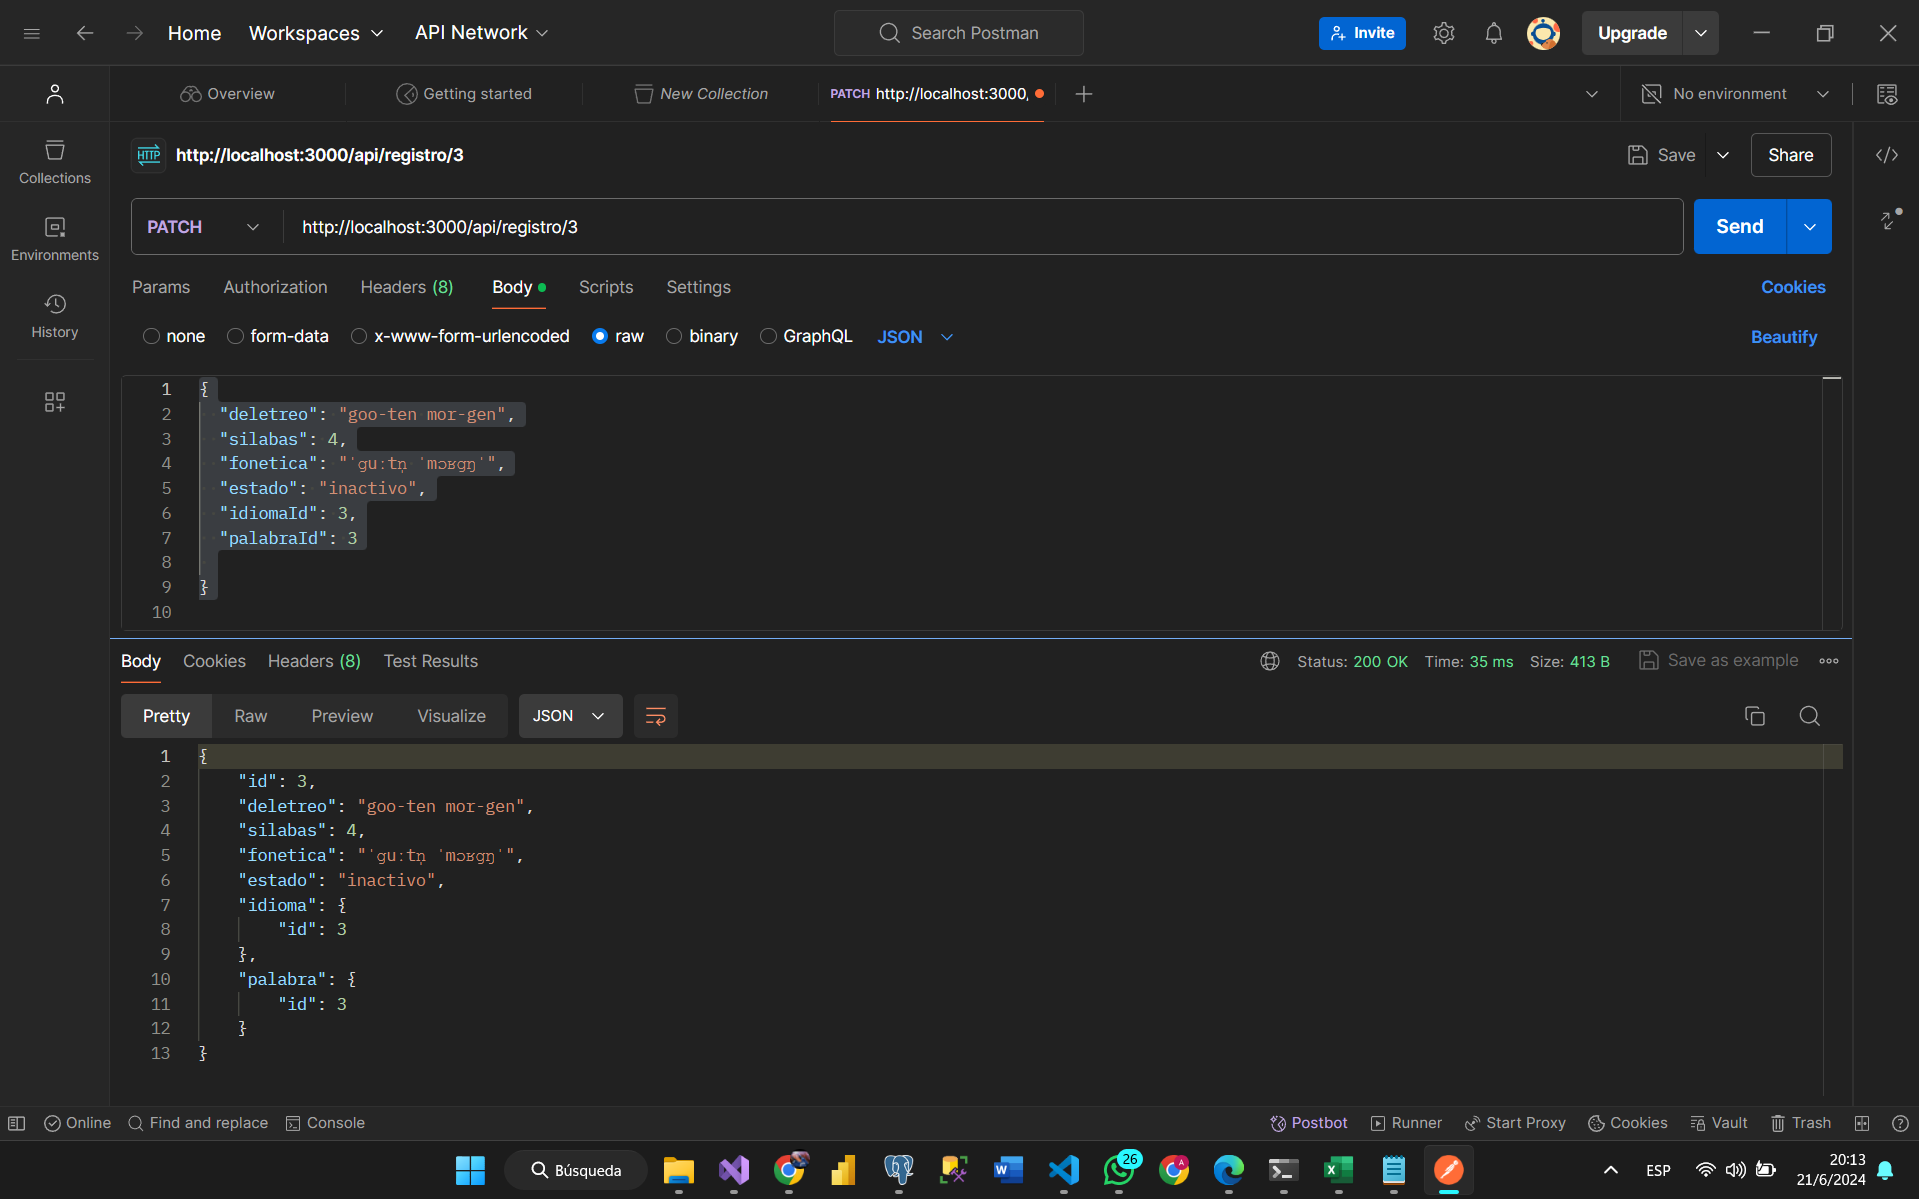 Home Workspaces API Network Search Postman Invite Upgrade
Overview Getting started New Collection PATCH http://localhost:3000, No environment
HTTP http://localhost:3000/api/registro/3 Save Share
PATCH http://localhost:3000/api/registro/3 Send
Params Authorization Headers (8) Body Scripts Settings Cookies
none form-data x-www-form-urlencoded raw binary GraphQL JSON Beautify
Collections
Environments
History
1 {
2 "deletreo": "goo-ten mor-gen",
3 "silabas": 4,
4 "fonetica": "ˈɡuːtn̩ ˈmɔʁɡŋ̍",
5 "estado": "inactivo",
6 "idiomaId": 3,
7 "palabraId": 3
8
9 }
10
Body Cookies Headers (8) Test Results Status: 200 OK Time: 35 ms Size: 413 B Save as example
Pretty Raw Preview Visualize JSON
1 {
2 "id": 3,
3 "deletreo": "goo-ten mor-gen",
4 "silabas": 4,
5 "fonetica": "ˈɡuːtn̩ ˈmɔʁɡŋ̍",
6 "estado": "inactivo",
7 "idioma": {
8 "id": 3
9 },
10 "palabra": {
11 "id": 3
12 }
13 }
Online Find and replace Console Postbot Runner Start Proxy Cookies Vault Trash
Búsqueda 26 ESP 20:13
21/6/2024